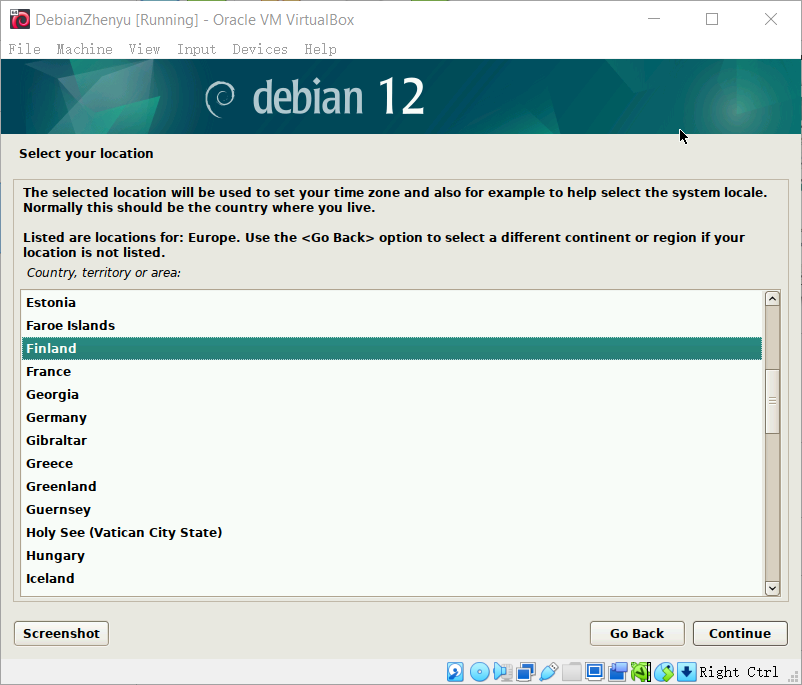 DebianZhenyu [Running] - Oracle VM VirtualBox
File Machine View Input Devices Help
debian 12
Select your location
The selected location will be used to set your time zone and also for example to help select the system locale.
Normally this should be the country where you live.
Listed are locations for: Europe. Use the <Go Back> option to select a different continent or region if your
location is not listed.
Country, territory or area:
Estonia
Faroe Islands
Finland
France
Georgia
Germany
Gibraltar
Greece
Greenland
Guernsey
Holy See (Vatican City State)
Hungary
Iceland
Screenshot Go Back Continue
Right Ctrl